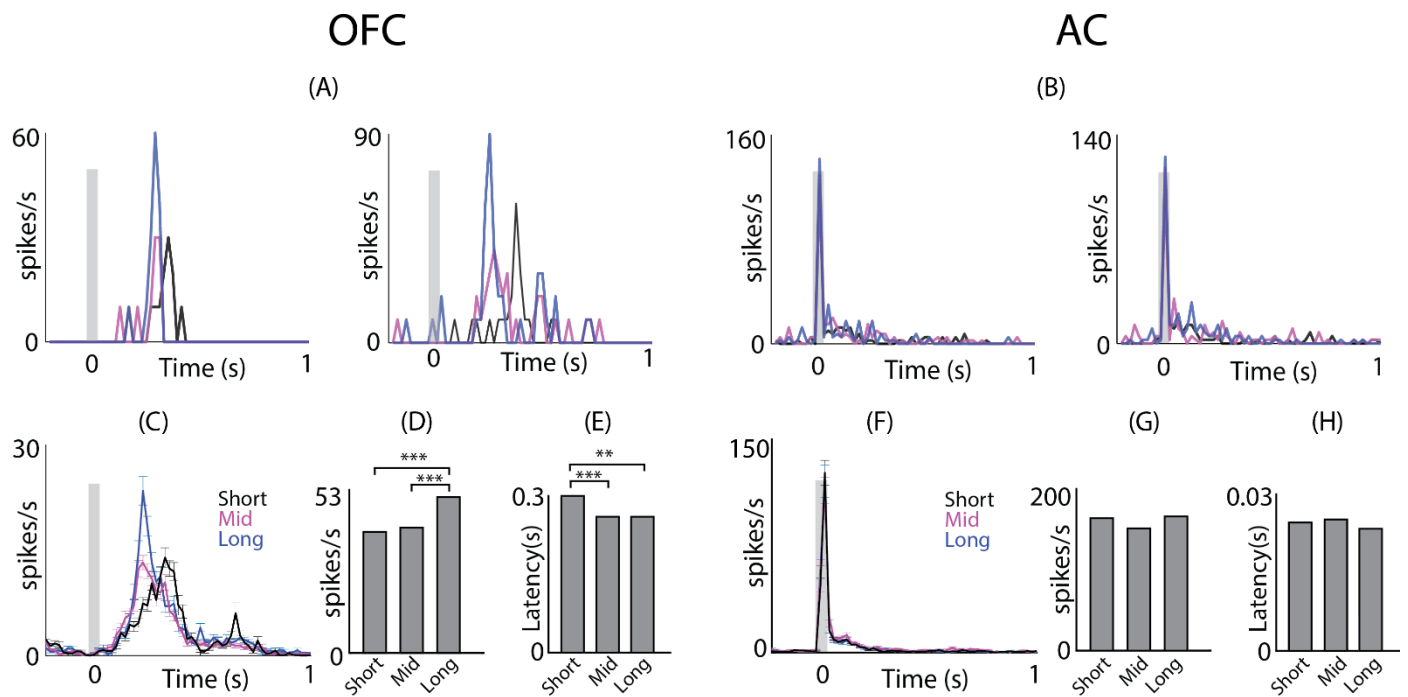 OFC
AC
(A)
(B)
60
spikes/s
0
0
Time (s)
1
90
spikes/s
0
0
Time (s)
1
160
spikes/s
0
0
Time (s)
1
140
spikes/s
0
0
Time (s)
1
(C)
30
spikes/s
0
0
Time (s)
1
Short
Mid
Long
(D)
***
***
53
spikes/s
0
Short
Mid
Long
(E)
**
***
0.3
Latency(s)
0
Short
Mid
Long
(F)
150
spikes/s
0
0
Time (s)
1
Short
Mid
Long
(G)
200
spikes/s
0
Short
Mid
Long
(H)
0.03
Latency(s)
0
Short
Mid
Long